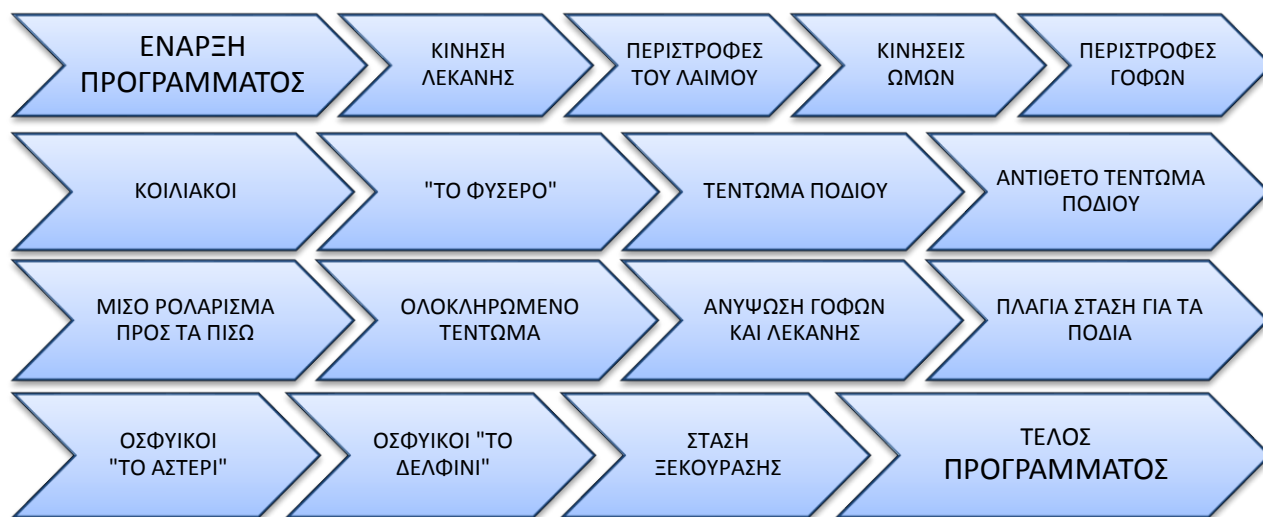 ΕΝΑΡΞΗ
ΠΡΟΓΡΑΜΜΑΤΟΣ
ΚΙΝΗΣΗ
ΛΕΚΑΝΗΣ
ΠΕΡΙΣΤΡΟΦΕΣ
ΤΟΥ ΛΑΙΜΟΥ
ΚΙΝΗΣΕΙΣ
ΩΜΩΝ
ΠΕΡΙΣΤΡΟΦΕΣ
ΓΟΦΩΝ
ΚΟΙΛΙΑΚΟΙ
"ΤΟ ΦΥΣΕΡΟ"
ΤΕΝΤΩΜΑ ΠΟΔΙΟΥ
ΑΝΤΙΘΕΤΟ ΤΕΝΤΩΜΑ
ΠΟΔΙΟΥ
ΜΙΣΟ ΡΟΛΑΡΙΣΜΑ
ΠΡΟΣ ΤΑ ΠΙΣΩ
ΟΛΟΚΛΗΡΩΜΕΝΟ
ΤΕΝΤΩΜΑ
ΑΝΥΨΩΣΗ ΓΟΦΩΝ
ΚΑΙ ΛΕΚΑΝΗΣ
ΠΛΑΓΙΑ ΣΤΑΣΗ ΓΙΑ ΤΑ
ΠΟΔΙΑ
ΟΣΦΥΙΚΟΙ
"ΤΟ ΑΣΤΕΡΙ"
ΟΣΦΥΙΚΟΙ "ΤΟ
ΔΕΛΦΙΝΙ"
ΣΤΑΣΗ
ΞΕΚΟΥΡΑΣΗΣ
ΤΕΛΟΣ
ΠΡΟΓΡΑΜΜΑΤΟΣ